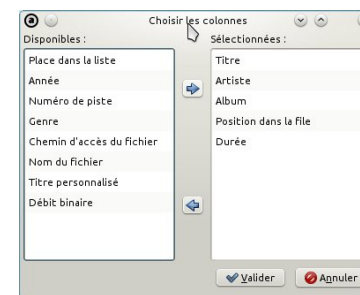 Choisir les colonnes
Disponibles :
Place dans la liste
Année
Numéro de piste
Genre
Chemin d'accès du fichier
Nom du fichier
Titre personnalisé
Débit binaire
Sélectionnées :
Titre
Artiste
Album
Position dans la file
Durée
Valider
Annuler